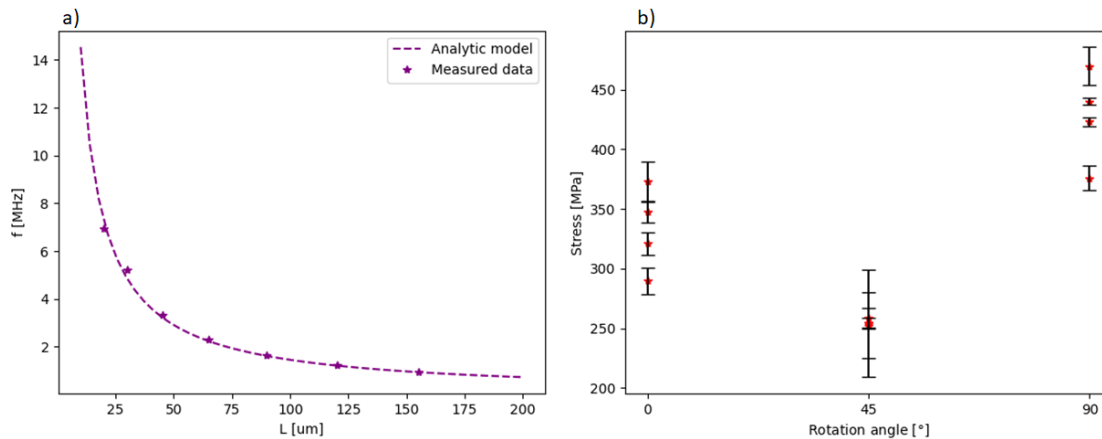 a)
Analytic model
Measured data
14
12
10
8
6
4
2
f [MHz]
25 50 75 100 125 150 175 200
L [um]
b)
450
400
350
300
250
200
Stress [MPa]
0 45 90
Rotation angle [°]